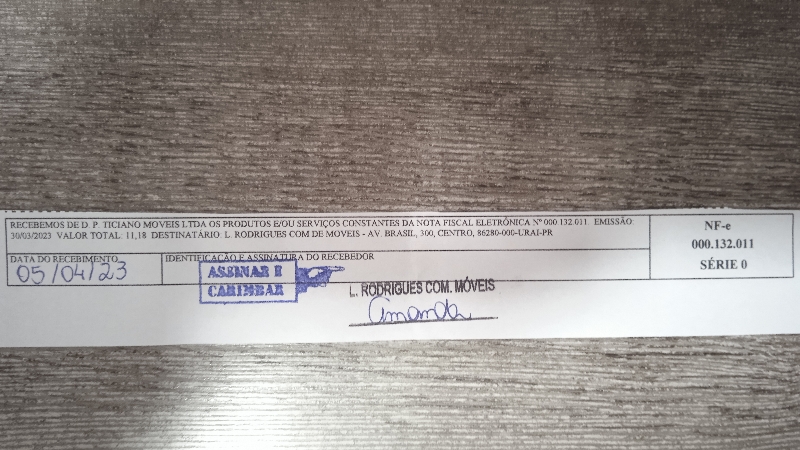 RECEBEMOS DE D. P. TICIANO MOVEIS LTDA OS PRODUTOS E/OU SERVIÇOS CONSTANTES DA NOTA FISCAL ELETRÔNICA Nº 000.132.011. EMISSÃO:
30/03/2023 VALOR TOTAL: 11,18 DESTINATÁRIO: L. RODRIGUES COM DE MOVEIS - AV. BRASIL, 300, CENTRO, 86280-000-URAI-PR
NF-e
000.132.011
SÉRIE 0
DATA DO RECEBIMENTO
05/04/23
IDENTIFICAÇÃO E ASSINATURA DO RECEBEDOR
ASSINAR E
CARIMBAR
L. RODRIGUES COM. MÓVEIS
Amanda